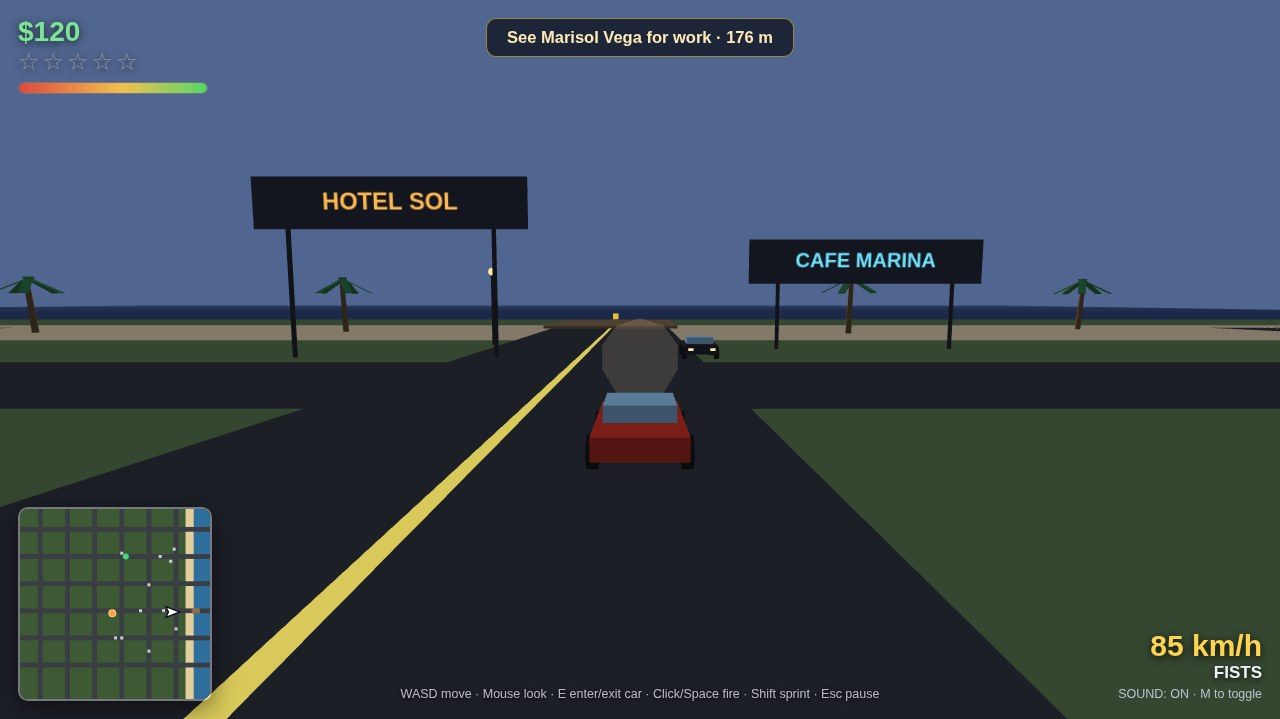 $120
☆☆☆☆☆
See Marisol Vega for work · 176 m
HOTEL SOL
CAFE MARINA
85 km/h
FISTS
WASD move · Mouse look · E enter/exit car · Click/Space fire · Shift sprint · Esc pause
SOUND: ON · M to toggle